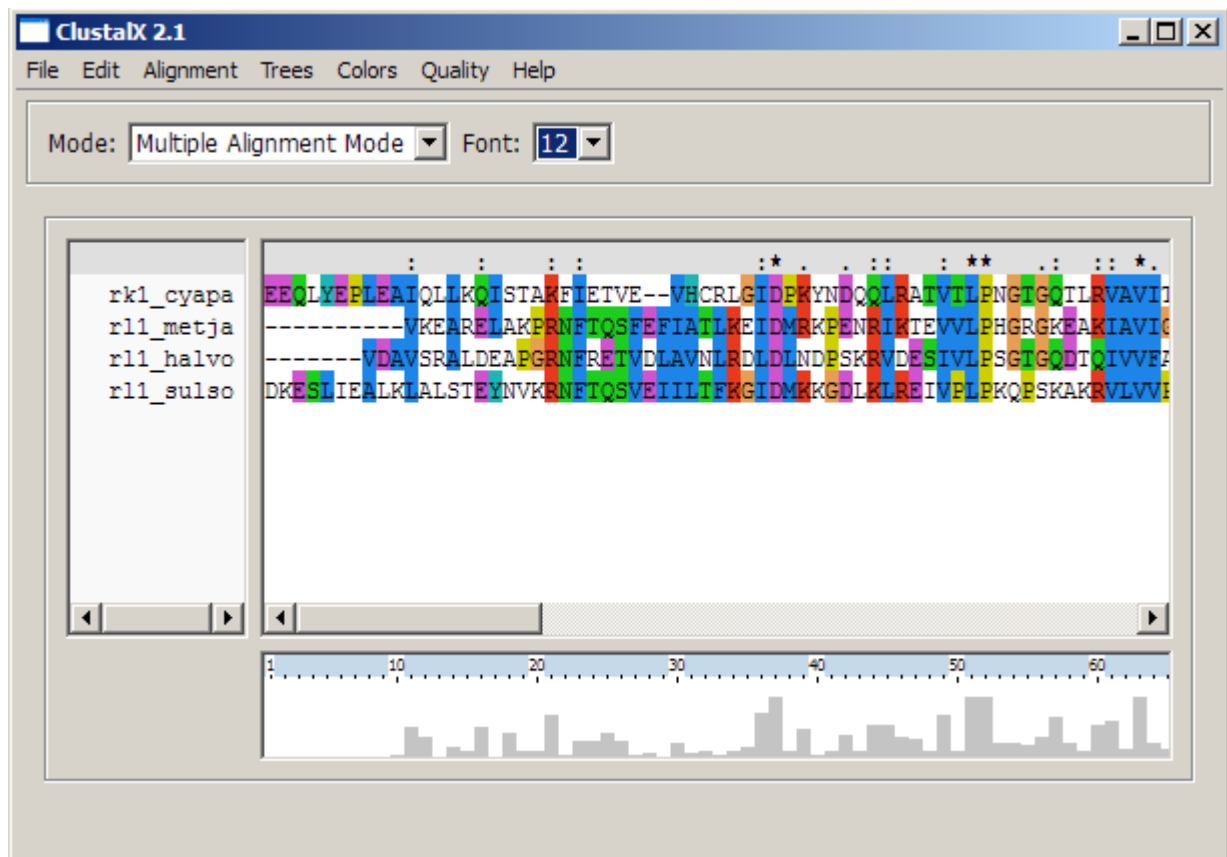 ClustalX 2.1
File Edit Alignment Trees Colors Quality Help
Mode: Multiple Alignment Mode Font: 12
: : : : :* . . :: : ** .: :: *.
rk1_cyapa EEQLYEPLEAIQLLKQISTAKFIETVE--VHCRLGIDPKYNDQQLRATVTLPNGTGQTLRVAVIT
rl1_metja ----------VKEARELAKPRNFTQSFEFIATLKEIDMRKPENRIKTEVVLPHGRGKEAKIAVIG
rl1_halvo -------VDAVSRALDEAPGRNFRETVDLAVNLRDLDLNDPSKRVDESIVLPSGTGQDTQIVVFA
rl1_sulso DKESLIEALKLALSTEYNVKRNFTQSVEIILTFKGIDMKKGDLKLREIVPLPKQPSKAKRVLVVP
1 10 20 30 40 50 60